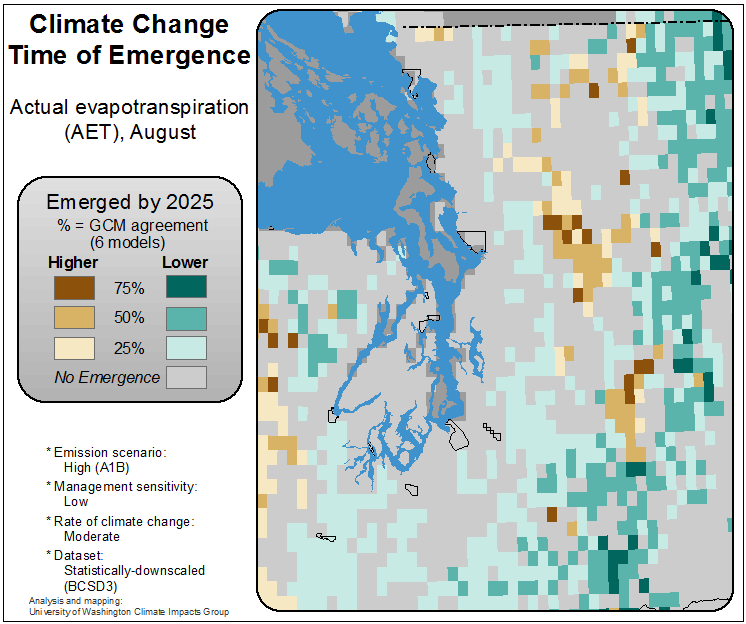 Climate Change
Time of Emergence
Actual evapotranspiration
(AET), August
Emerged by 2025
% = GCM agreement
(6 models)
Higher Lower
75%
50%
25%
No Emergence
* Emission scenario:
High (A1B)
* Management sensitivity:
Low
* Rate of climate change:
Moderate
* Dataset:
Statistically-downscaled
(BCSD3)
Analysis and mapping:
University of Washington Climate Impacts Group